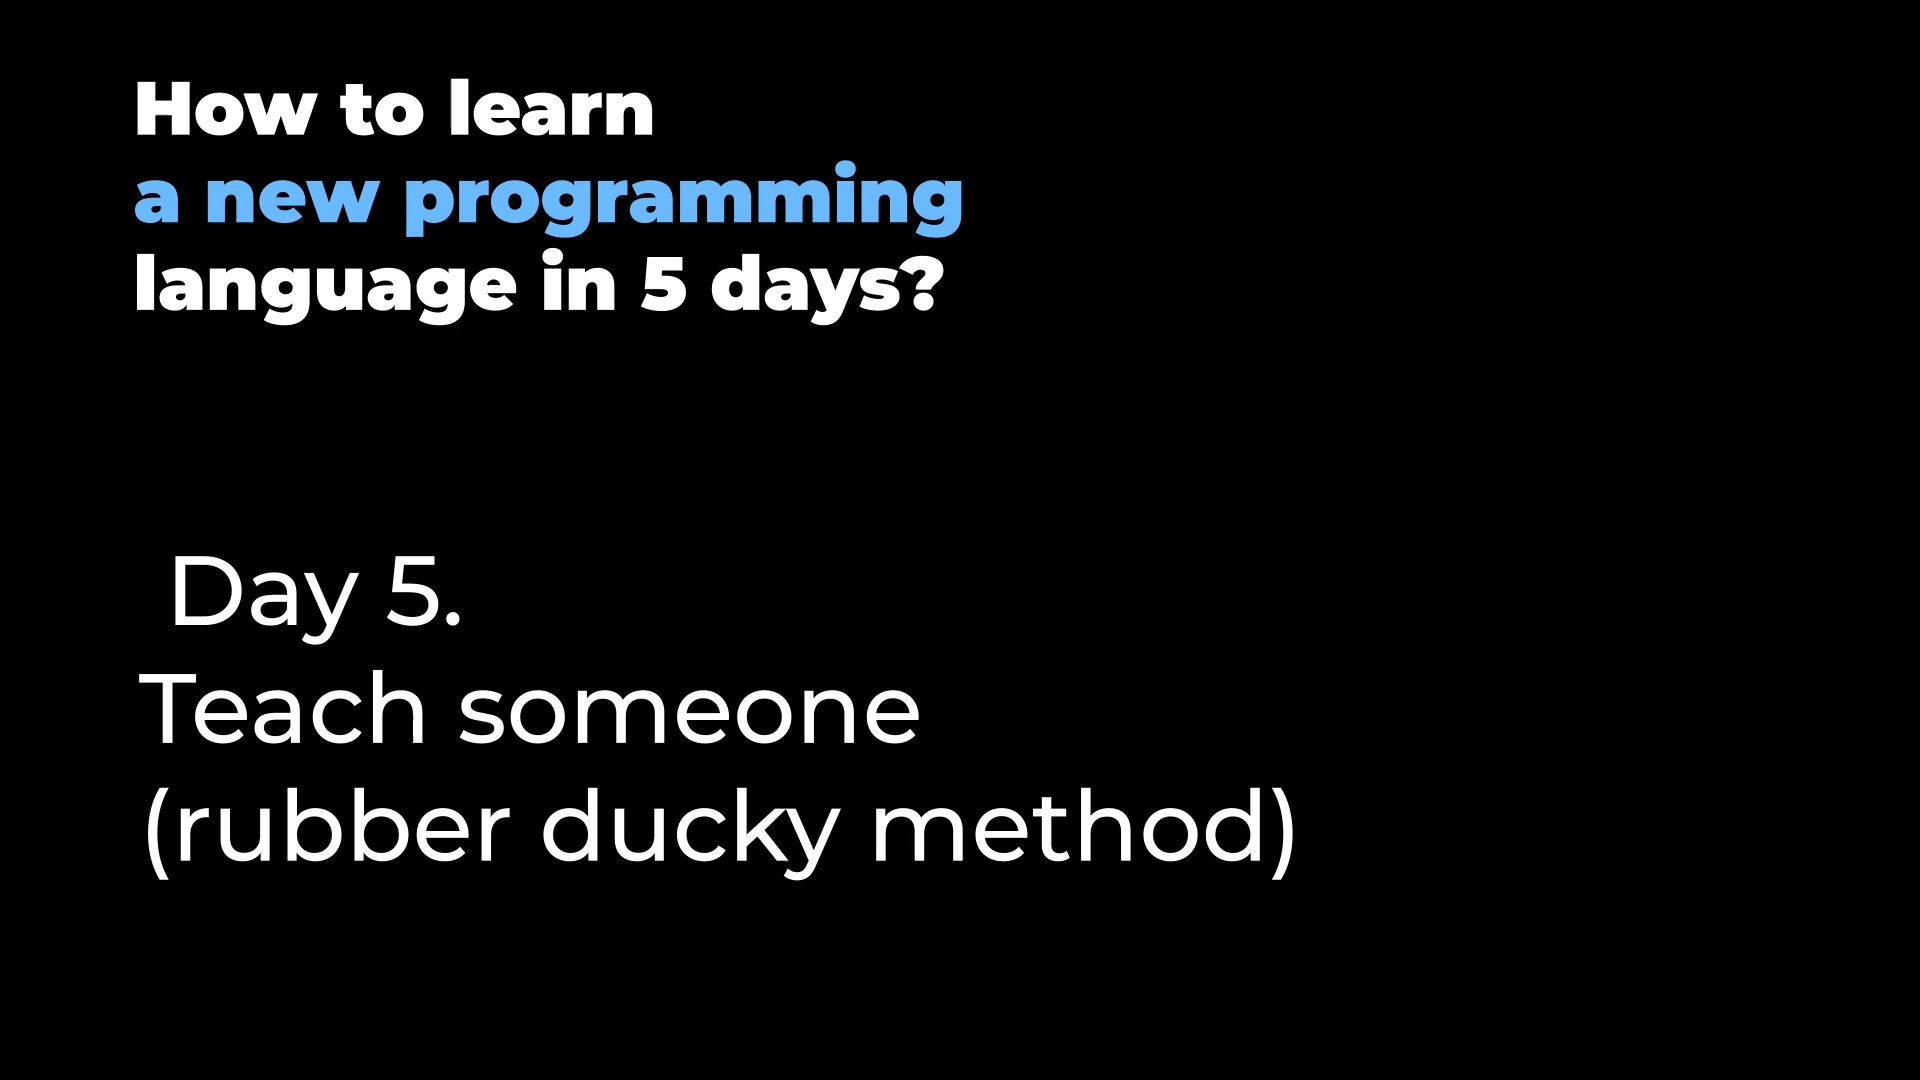 How to learn
a new programming
language in 5 days?
Day 5.
Teach someone
(rubber ducky method)